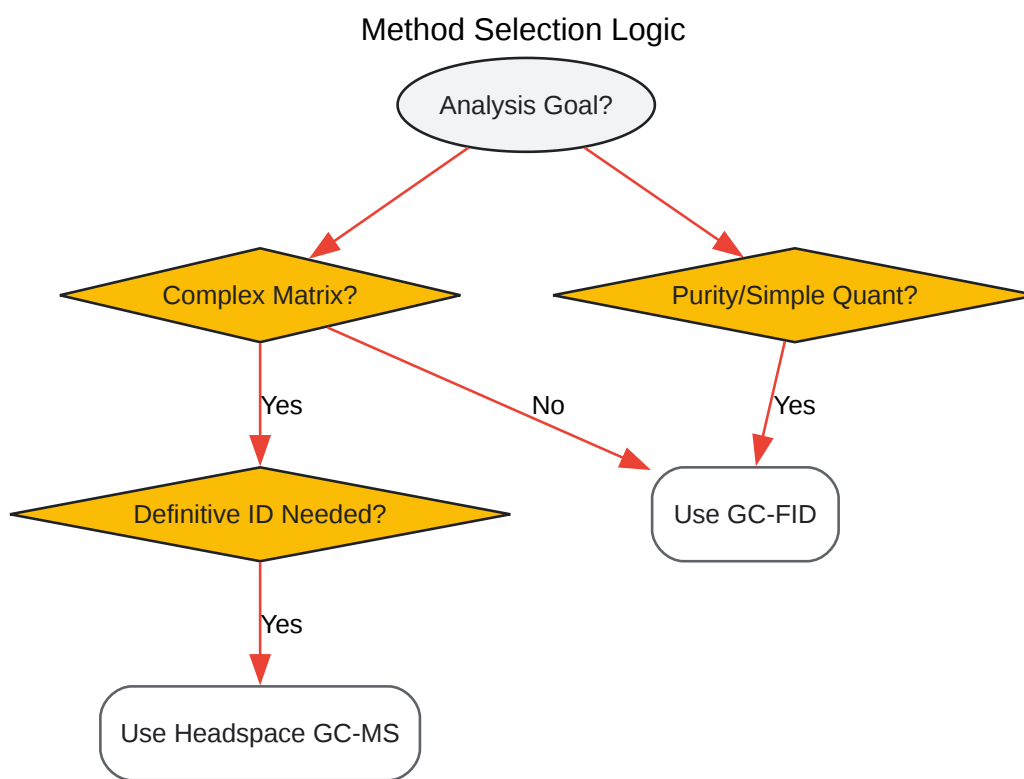 Method Selection Logic
Analysis Goal?
Complex Matrix?
Purity/Simple Quant?
Yes
No
Yes
Definitive ID Needed?
Use GC-FID
Yes
Use Headspace GC-MS